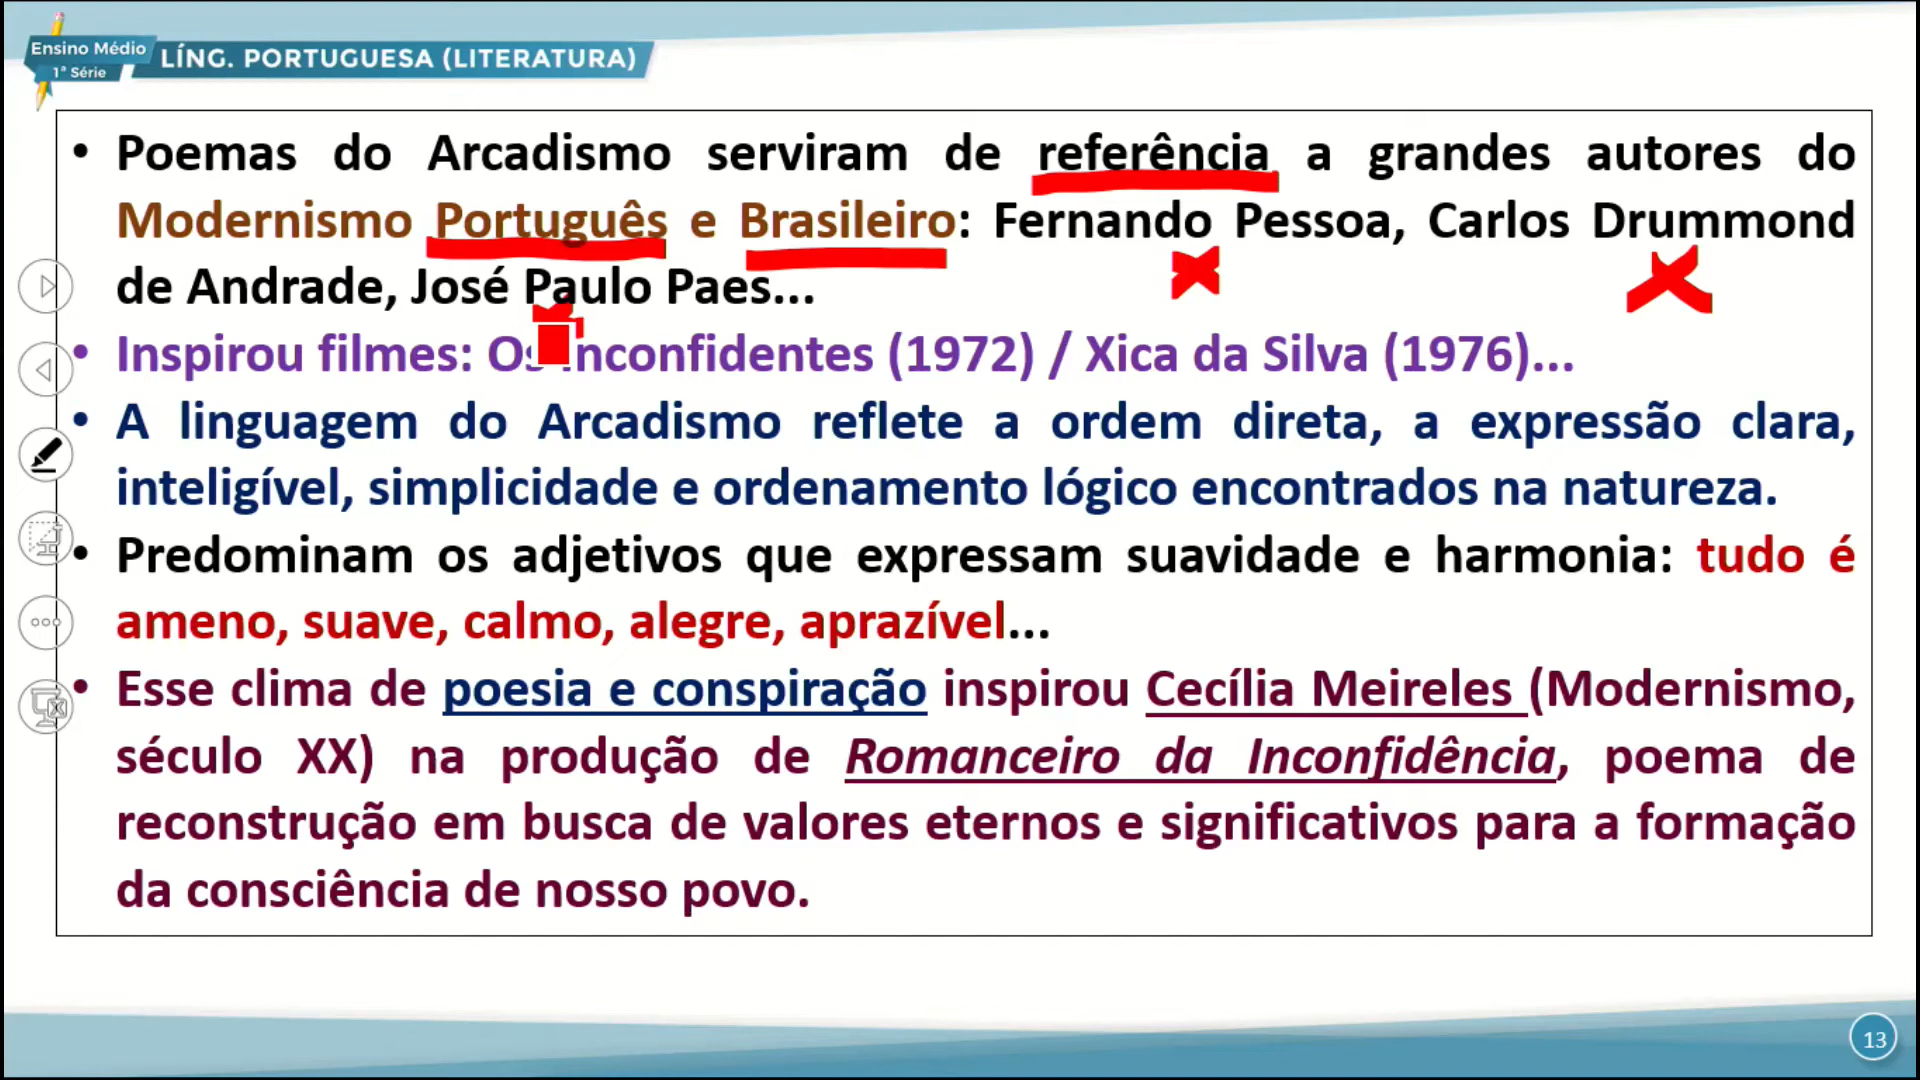 Ensino Médio
1ª Série
LÍNG. PORTUGUESA (LITERATURA)
• Poemas do Arcadismo serviram de referência a grandes autores do
Modernismo Português e Brasileiro: Fernando Pessoa, Carlos Drummond
de Andrade, José Paulo Paes...
• Inspirou filmes: Os Inconfidentes (1972) / Xica da Silva (1976)...
• A linguagem do Arcadismo reflete a ordem direta, a expressão clara,
inteligível, simplicidade e ordenamento lógico encontrados na natureza.
• Predominam os adjetivos que expressam suavidade e harmonia: tudo é
ameno, suave, calmo, alegre, aprazível...
• Esse clima de poesia e conspiração inspirou Cecília Meireles (Modernismo,
século XX) na produção de Romanceiro da Inconfidência, poema de
reconstrução em busca de valores eternos e significativos para a formação
da consciência de nosso povo.
13